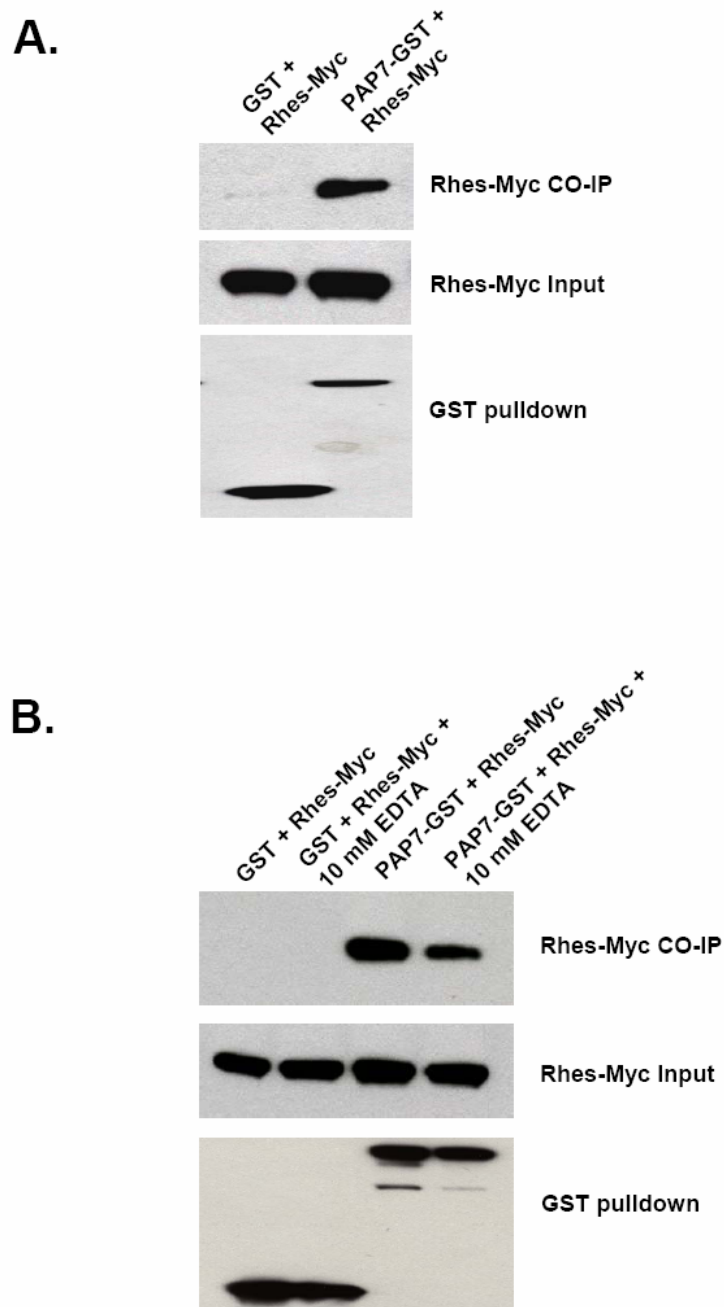 A.
GST +
Rhes-Myc
PAP7-GST +
Rhes-Myc
Rhes-Myc CO-IP
Rhes-Myc Input
GST pulldown
B.
GST + Rhes-Myc
GST + Rhes-Myc +
10 mM EDTA
PAP7-GST + Rhes-Myc
PAP7-GST + Rhes-Myc +
10 mM EDTA
Rhes-Myc CO-IP
Rhes-Myc Input
GST pulldown